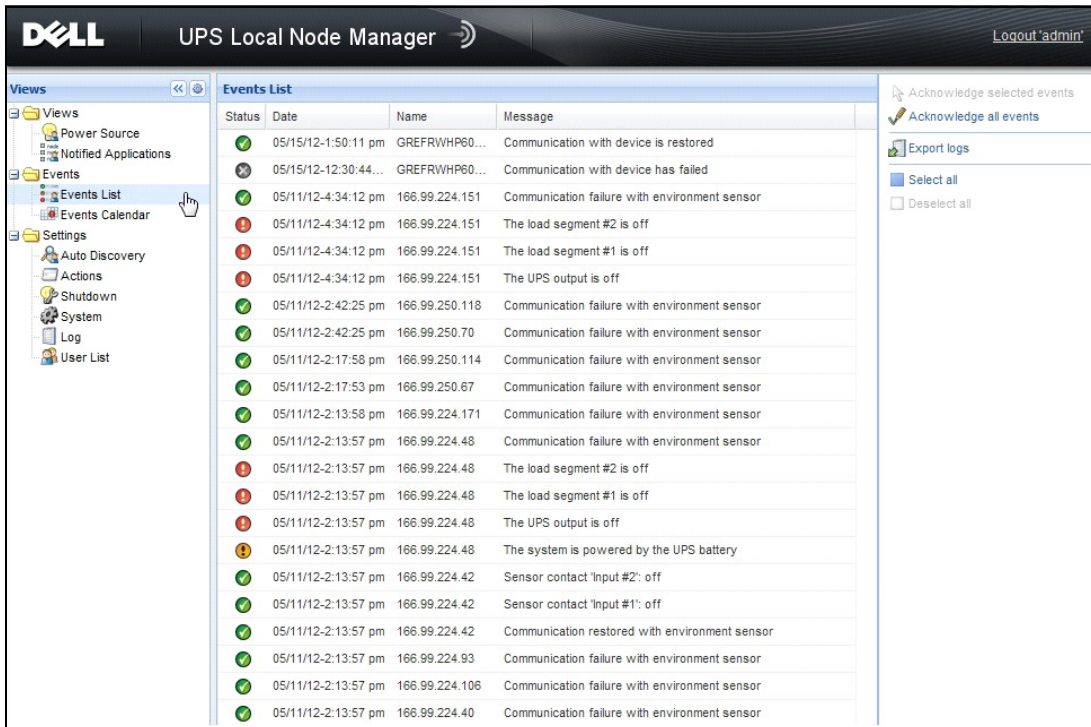 DELL UPS Local Node Manager Logout 'admin'
Views
Views
Power Source
Notified Applications
Events
Events List
Events Calendar
Settings
Auto Discovery
Actions
Shutdown
System
Log
User List
Events List
Status Date Name Message
05/15/12-1:50:11 pm GREFRWHP60... Communication with device is restored
05/15/12-12:30:44... GREFRWHP60... Communication with device has failed
05/11/12-4:34:12 pm 166.99.224.151 Communication failure with environment sensor
05/11/12-4:34:12 pm 166.99.224.151 The load segment #2 is off
05/11/12-4:34:12 pm 166.99.224.151 The load segment #1 is off
05/11/12-4:34:12 pm 166.99.224.151 The UPS output is off
05/11/12-2:42:25 pm 166.99.250.118 Communication failure with environment sensor
05/11/12-2:42:25 pm 166.99.250.70 Communication failure with environment sensor
05/11/12-2:17:58 pm 166.99.250.114 Communication failure with environment sensor
05/11/12-2:17:53 pm 166.99.250.67 Communication failure with environment sensor
05/11/12-2:13:58 pm 166.99.224.171 Communication failure with environment sensor
05/11/12-2:13:57 pm 166.99.224.48 Communication failure with environment sensor
05/11/12-2:13:57 pm 166.99.224.48 The load segment #2 is off
05/11/12-2:13:57 pm 166.99.224.48 The load segment #1 is off
05/11/12-2:13:57 pm 166.99.224.48 The UPS output is off
05/11/12-2:13:57 pm 166.99.224.48 The system is powered by the UPS battery
05/11/12-2:13:57 pm 166.99.224.42 Sensor contact 'Input #2': off
05/11/12-2:13:57 pm 166.99.224.42 Sensor contact 'Input #1': off
05/11/12-2:13:57 pm 166.99.224.42 Communication restored with environment sensor
05/11/12-2:13:57 pm 166.99.224.93 Communication failure with environment sensor
05/11/12-2:13:57 pm 166.99.224.106 Communication failure with environment sensor
05/11/12-2:13:57 pm 166.99.224.40 Communication failure with environment sensor
Acknowledge selected events
Acknowledge all events
Export logs
Select all
Deselect all